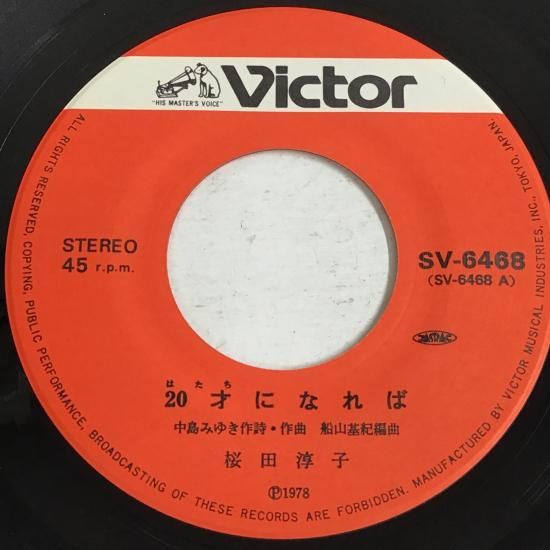 Victor
"HIS MASTER'S VOICE"
STEREO
45 r.p.m.
SV-6468
(SV-6468 A)
JASRAC
はたち
20才になれば
中島みゆき作詩・作曲 船山基紀編曲
桜田淳子
Ⓟ1978
ALL RIGHTS RESERVED, COPYING, PUBLIC PERFORMANCE, BROADCASTING OF THESE RECORDS ARE FORBIDDEN. MANUFACTURED BY VICTOR MUSICAL INDUSTRIES, INC., TOKYO, JAPAN.